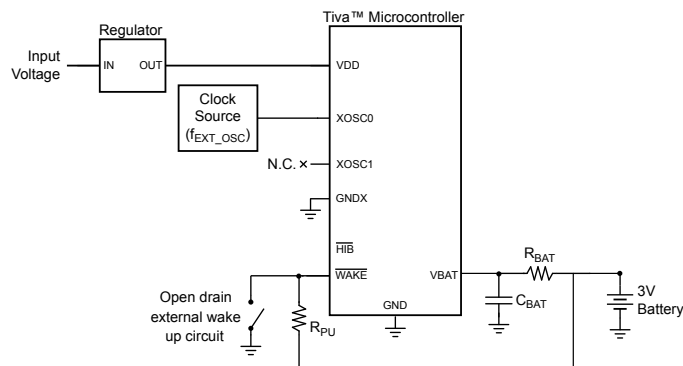 Tiva™ Microcontroller
Regulator
Input
Voltage
IN
OUT
VDD
Clock
Source
(fEXT_OSC)
XOSC0
N.C.
XOSC1
GNDX
HIB
WAKE
VBAT
RBAT
Open drain
external wake
up circuit
RPU
GND
CBAT
3V
Battery